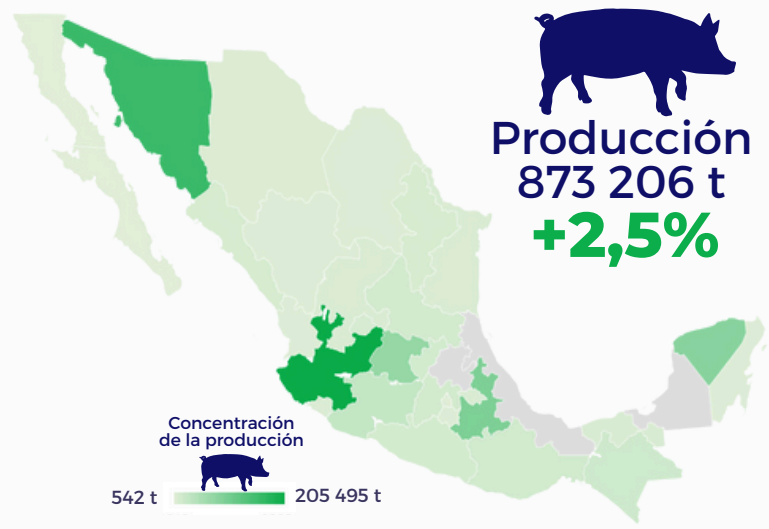 Producción
873 206 t
+2,5%
Concentración
de la producción
542 t
205 495 t